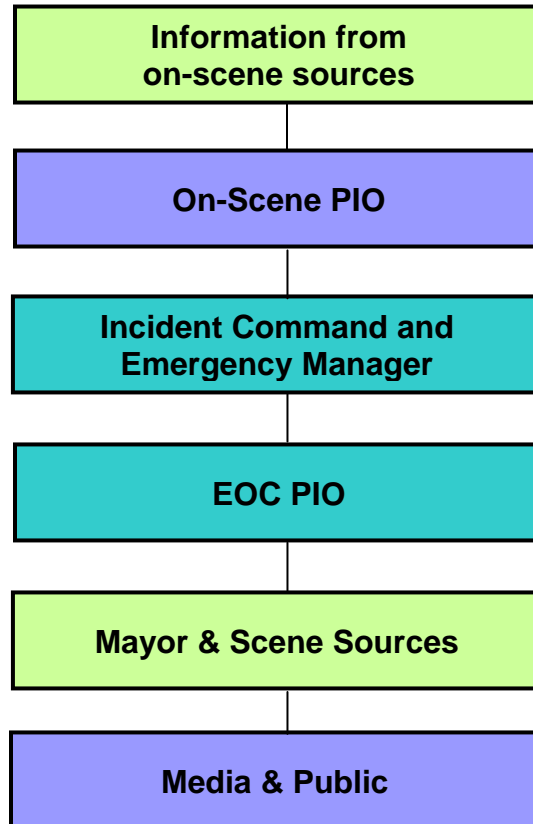 Information from
on-scene sources
On-Scene PIO
Incident Command and
Emergency Manager
EOC PIO
Mayor & Scene Sources
Media & Public